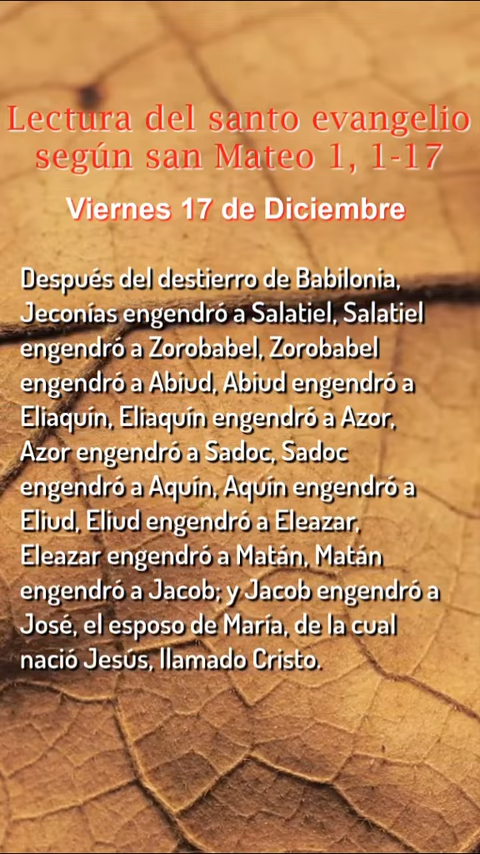 Lectura del santo evangelio
según san Mateo 1, 1-17
Viernes 17 de Diciembre
Después del destierro de Babilonia,
Jeconías engendró a Salatiel, Salatiel
engendró a Zorobabel, Zorobabel
engendró a Abiud, Abiud engendró a
Eliaquín, Eliaquín engendró a Azor,
Azor engendró a Sadoc, Sadoc
engendró a Aquín, Aquín engendró a
Eliud, Eliud engendró a Eleazar,
Eleazar engendró a Matán, Matán
engendró a Jacob; y Jacob engendró a
José, el esposo de María, de la cual
nació Jesús, llamado Cristo.